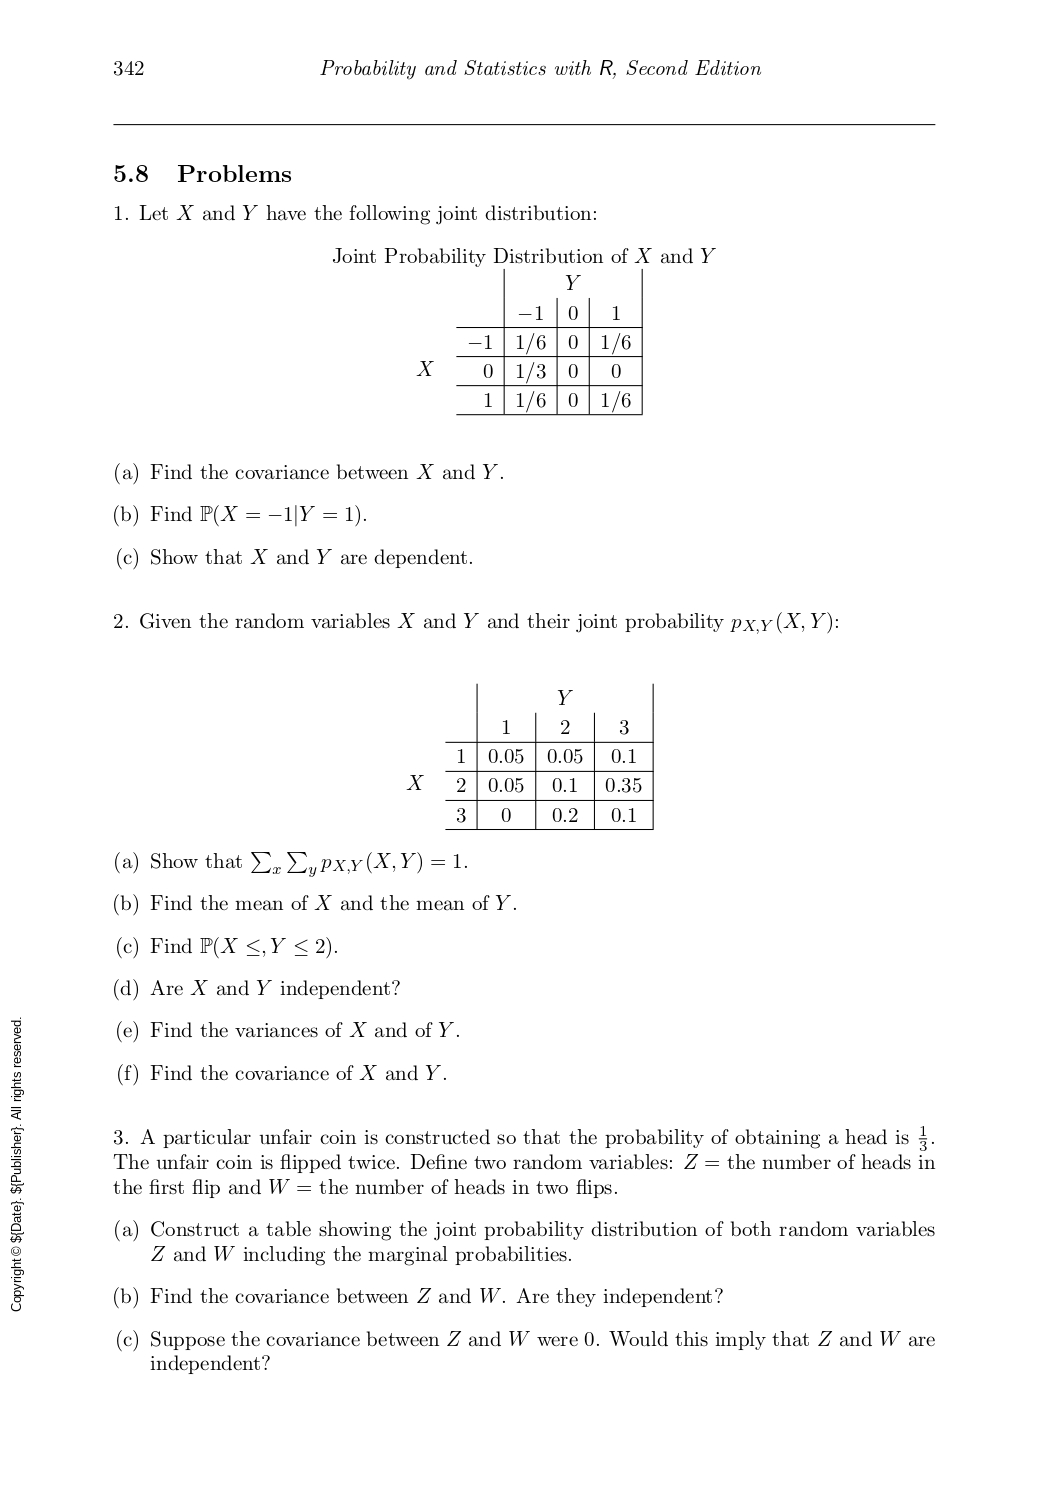 342 Probability and Statistics with R, Second Edition
5.8 Problems
1. Let X and Y have the following joint distribution:
Joint Probability Distribution of X and Y
Y
−1 0 1
−1 1/6 0 1/6
X 0 1/3 0 0
1 1/6 0 1/6
(a) Find the covariance between X and Y.
(b) Find ℙ(X = −1|Y = 1).
(c) Show that X and Y are dependent.
2. Given the random variables X and Y and their joint probability p_{X,Y}(X, Y):
Y
1 2 3
1 0.05 0.05 0.1
X 2 0.05 0.1 0.35
3 0 0.2 0.1
(a) Show that ∑_x ∑_y p_{X,Y}(X, Y) = 1.
(b) Find the mean of X and the mean of Y.
(c) Find ℙ(X ≤, Y ≤ 2).
(d) Are X and Y independent?
(e) Find the variances of X and of Y.
(f) Find the covariance of X and Y.
3. A particular unfair coin is constructed so that the probability of obtaining a head is 1/3.
The unfair coin is flipped twice. Define two random variables: Z = the number of heads in
the first flip and W = the number of heads in two flips.
(a) Construct a table showing the joint probability distribution of both random variables
Z and W including the marginal probabilities.
(b) Find the covariance between Z and W. Are they independent?
(c) Suppose the covariance between Z and W were 0. Would this imply that Z and W are
independent?
Copyright © ${Date}. ${Publisher}. All rights reserved.